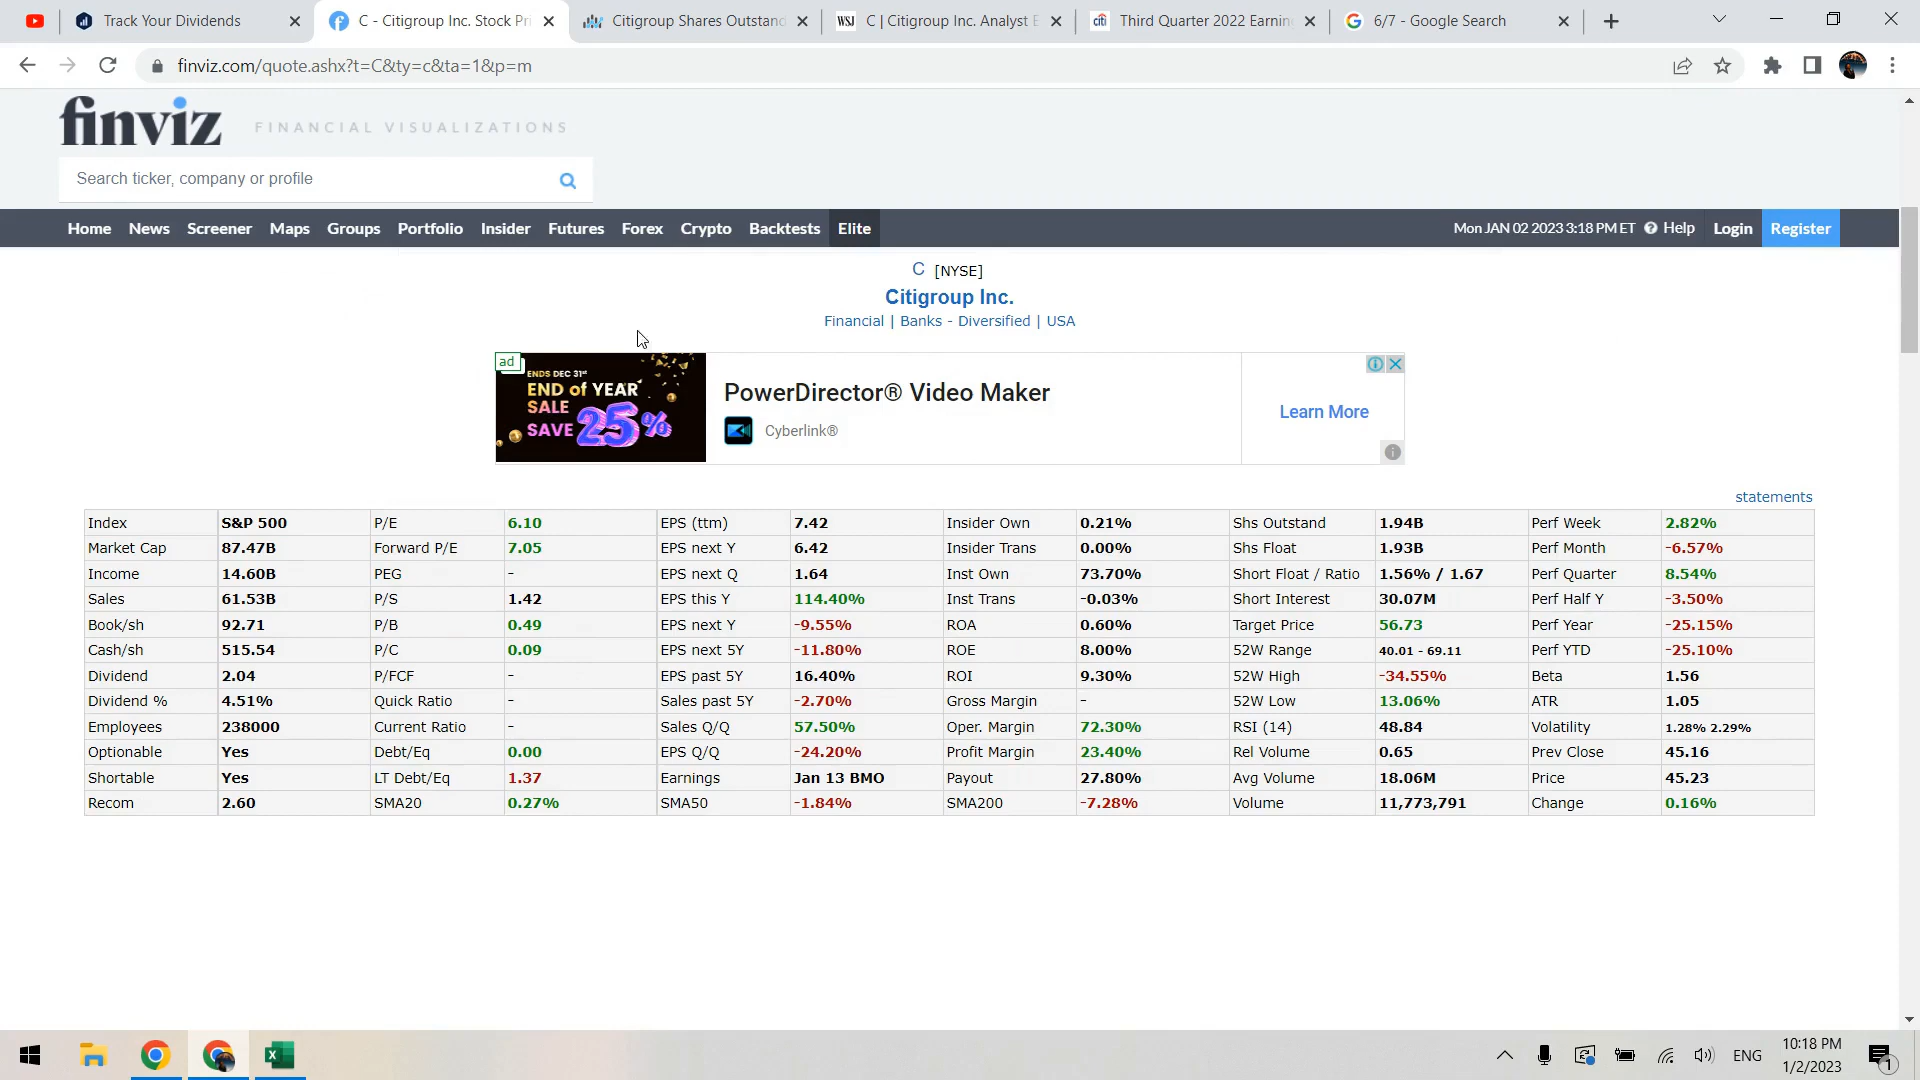 Track Your Dividends
C - Citigroup Inc. Stock Pri
Citigroup Shares Outstand
WSJ C | Citigroup Inc. Analyst E
citi Third Quarter 2022 Earnin
6/7 - Google Search
finviz.com/quote.ashx?t=C&ty=c&ta=1&p=m
finviz FINANCIAL VISUALIZATIONS
Search ticker, company or profile
Home News Screener Maps Groups Portfolio Insider Futures Forex Crypto Backtests Elite Mon JAN 02 2023 3:18 PM ET Help Login Register
C [NYSE]
Citigroup Inc.
Financial | Banks - Diversified | USA
ad
ENDS DEC 31st
END of YEAR
SALE
SAVE 25%
PowerDirector® Video Maker
Cyberlink®
Learn More
statements
Index S&P 500 P/E 6.10 EPS (ttm) 7.42 Insider Own 0.21% Shs Outstand 1.94B Perf Week 2.82%
Market Cap 87.47B Forward P/E 7.05 EPS next Y 6.42 Insider Trans 0.00% Shs Float 1.93B Perf Month -6.57%
Income 14.60B PEG - EPS next Q 1.64 Inst Own 73.70% Short Float / Ratio 1.56% / 1.67 Perf Quarter 8.54%
Sales 61.53B P/S 1.42 EPS this Y 114.40% Inst Trans -0.03% Short Interest 30.07M Perf Half Y -3.50%
Book/sh 92.71 P/B 0.49 EPS next Y -9.55% ROA 0.60% Target Price 56.73 Perf Year -25.15%
Cash/sh 515.54 P/C 0.09 EPS next 5Y -11.80% ROE 8.00% 52W Range 40.01 - 69.11 Perf YTD -25.10%
Dividend 2.04 P/FCF - EPS past 5Y 16.40% ROI 9.30% 52W High -34.55% Beta 1.56
Dividend % 4.51% Quick Ratio - Sales past 5Y -2.70% Gross Margin - 52W Low 13.06% ATR 1.05
Employees 238000 Current Ratio - Sales Q/Q 57.50% Oper. Margin 72.30% RSI (14) 48.84 Volatility 1.28% 2.29%
Optionable Yes Debt/Eq 0.00 EPS Q/Q -24.20% Profit Margin 23.40% Rel Volume 0.65 Prev Close 45.16
Shortable Yes LT Debt/Eq 1.37 Earnings Jan 13 BMO Payout 27.80% Avg Volume 18.06M Price 45.23
Recom 2.60 SMA20 0.27% SMA50 -1.84% SMA200 -7.28% Volume 11,773,791 Change 0.16%
ENG
10:18 PM
1/2/2023
1